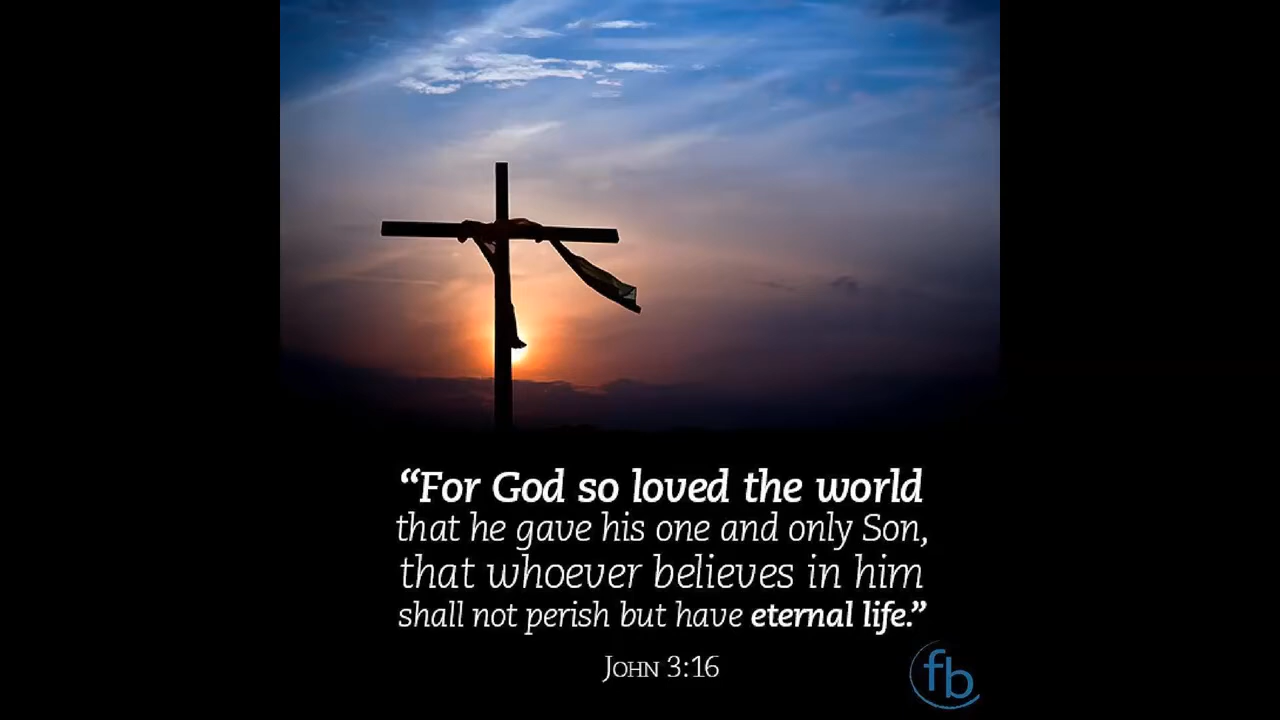 “For God so loved the world
that he gave his one and only Son,
that whoever believes in him
shall not perish but have eternal life.”
John 3:16
fb